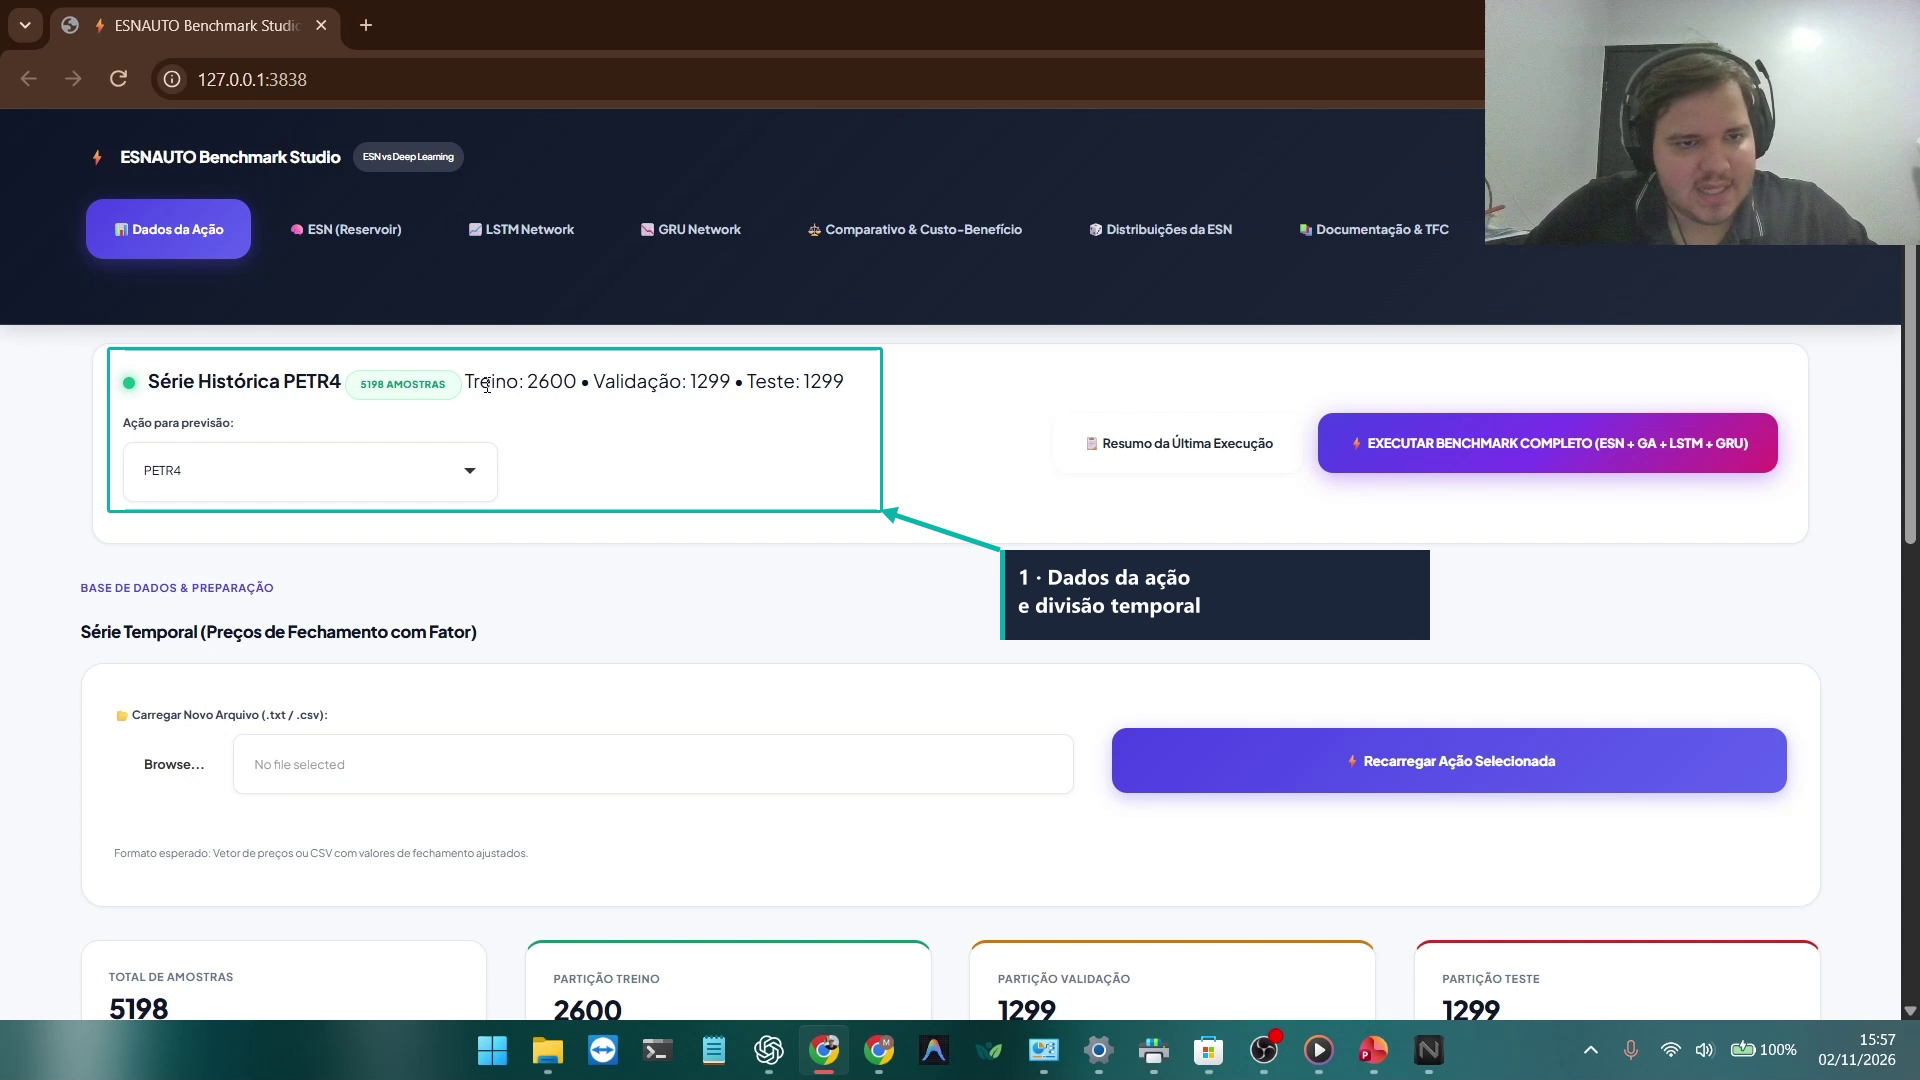 ESNAUTO Benchmark Studio
127.0.0.1:3838
ESNAUTO Benchmark Studio
ESN vs Deep Learning
Dados da Ação
ESN (Reservoir)
LSTM Network
GRU Network
Comparativo & Custo-Benefício
Distribuições da ESN
Documentação & TFC
Série Histórica PETR4
5198 AMOSTRAS
Treino: 2600 • Validação: 1299 • Teste: 1299
Ação para previsão:
PETR4
Resumo da Última Execução
EXECUTAR BENCHMARK COMPLETO (ESN + GA + LSTM + GRU)
1 · Dados da ação
e divisão temporal
BASE DE DADOS & PREPARAÇÃO
Série Temporal (Preços de Fechamento com Fator)
Carregar Novo Arquivo (.txt / .csv):
Browse...
No file selected
Recarregar Ação Selecionada
Formato esperado: Vetor de preços ou CSV com valores de fechamento ajustados.
TOTAL DE AMOSTRAS
5198
PARTIÇÃO TREINO
2600
PARTIÇÃO VALIDAÇÃO
1299
PARTIÇÃO TESTE
1299
100%
15:57
02/11/2026